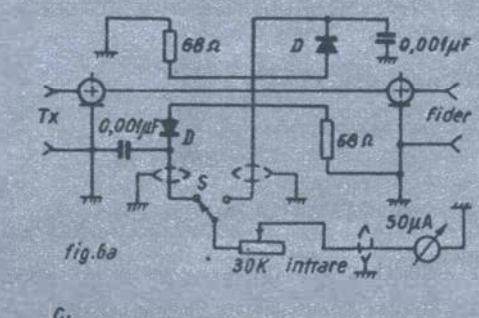 68Ω
D
0,001µF
Tx
fider
0,001µF
D
68Ω
S
50µA
fig.6a
30K
intrare
C.